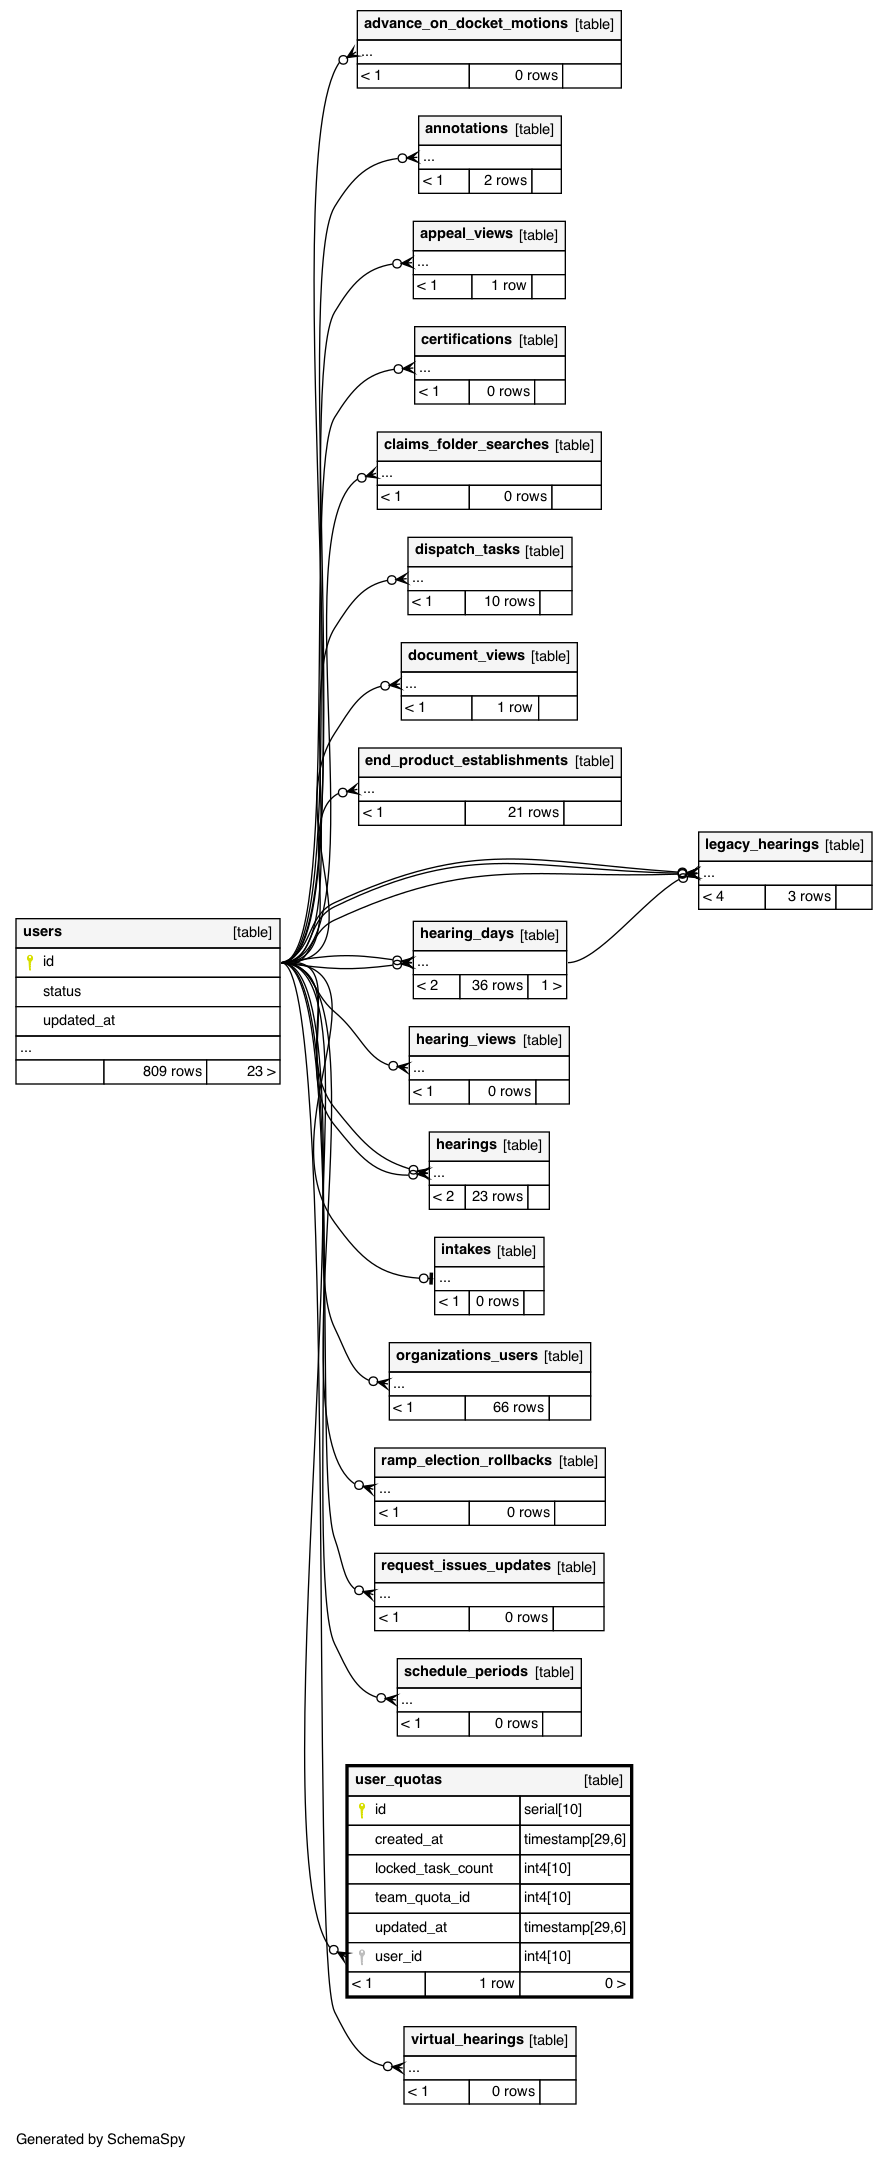 advance_on_docket_motions [table]
...
< 1 0 rows
annotations [table]
...
< 1 2 rows
appeal_views [table]
...
< 1 1 row
certifications [table]
...
< 1 0 rows
claims_folder_searches [table]
...
< 1 0 rows
dispatch_tasks [table]
...
< 1 10 rows
document_views [table]
...
< 1 1 row
end_product_establishments [table]
...
< 1 21 rows
legacy_hearings [table]
...
< 4 3 rows
users [table]
id
status
updated_at
...
809 rows 23 >
hearing_days [table]
...
< 2 36 rows 1 >
hearing_views [table]
...
< 1 0 rows
hearings [table]
...
< 2 23 rows
intakes [table]
...
< 1 0 rows
organizations_users [table]
...
< 1 66 rows
ramp_election_rollbacks [table]
...
< 1 0 rows
request_issues_updates [table]
...
< 1 0 rows
schedule_periods [table]
...
< 1 0 rows
user_quotas [table]
id serial[10]
created_at timestamp[29,6]
locked_task_count int4[10]
team_quota_id int4[10]
updated_at timestamp[29,6]
user_id int4[10]
< 1 1 row 0 >
virtual_hearings [table]
...
< 1 0 rows
Generated by SchemaSpy